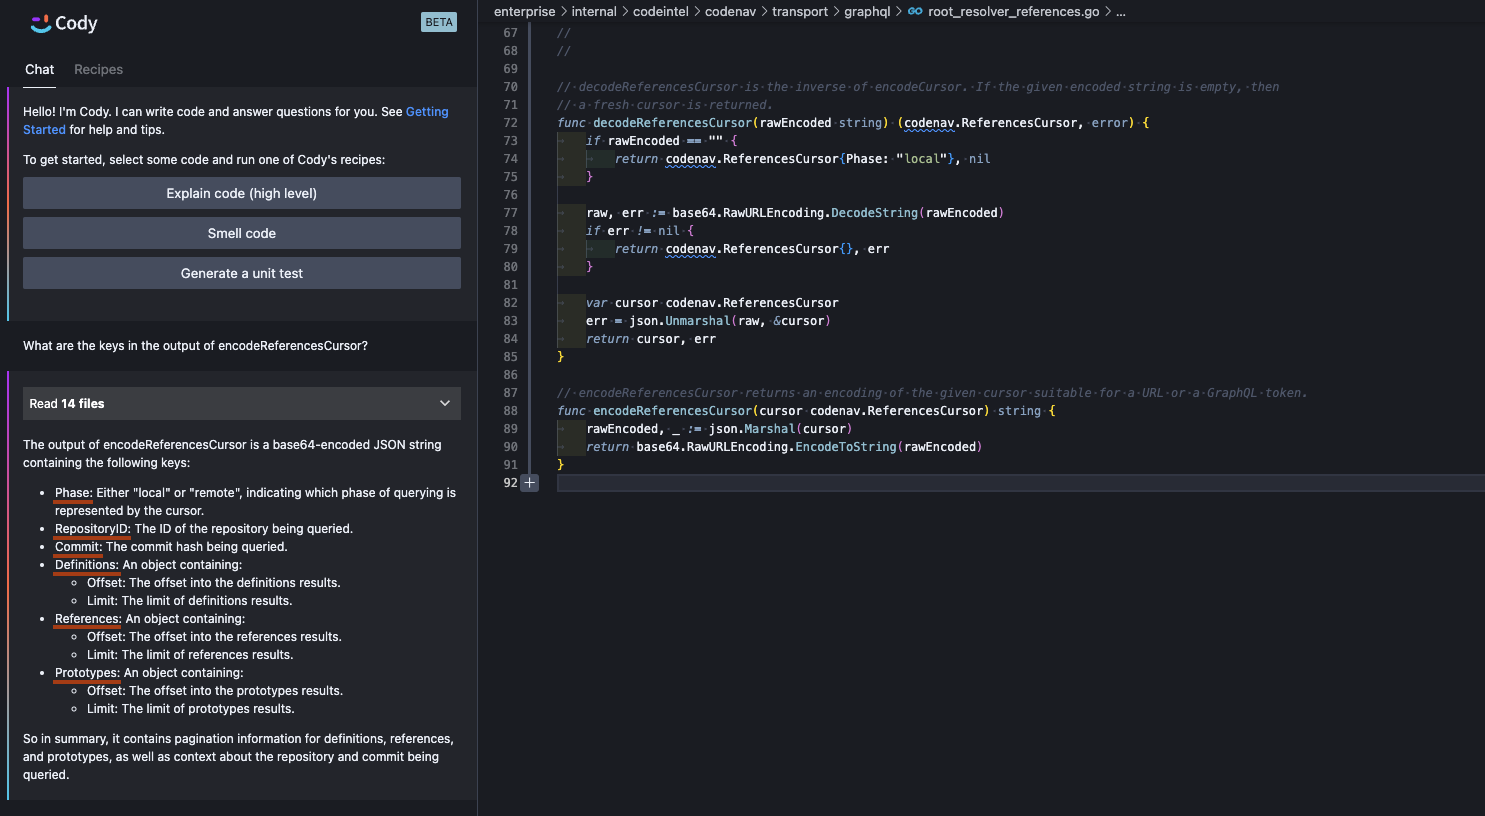 Cody
BETA
Chat Recipes
Hello! I'm Cody. I can write code and answer questions for you. See Getting
Started for help and tips.
To get started, select some code and run one of Cody's recipes:
Explain code (high level)
Smell code
Generate a unit test
What are the keys in the output of encodeReferencesCursor?
Read 14 files
The output of encodeReferencesCursor is a base64-encoded JSON string
containing the following keys:
• Phase: Either "local" or "remote", indicating which phase of querying is
represented by the cursor.
• RepositoryID: The ID of the repository being queried.
• Commit: The commit hash being queried.
• Definitions: An object containing:
◦ Offset: The offset into the definitions results.
◦ Limit: The limit of definitions results.
• References: An object containing:
◦ Offset: The offset into the references results.
◦ Limit: The limit of references results.
• Prototypes: An object containing:
◦ Offset: The offset into the prototypes results.
◦ Limit: The limit of prototypes results.
So in summary, it contains pagination information for definitions, references,
and prototypes, as well as context about the repository and commit being
queried.
enterprise > internal > codeintel > codenav > transport > graphql > GO root_resolver_references.go > ...
67 //
68 //
69
70 // decodeReferencesCursor is the inverse of encodeCursor. If the given encoded string is empty, then
71 // a fresh cursor is returned.
72 func decodeReferencesCursor(rawEncoded string) (codenav.ReferencesCursor, error) {
73 if rawEncoded == "" {
74 return codenav.ReferencesCursor{Phase: "local"}, nil
75 }
76
77 raw, err := base64.RawURLEncoding.DecodeString(rawEncoded)
78 if err != nil {
79 return codenav.ReferencesCursor{}, err
80 }
81
82 var cursor codenav.ReferencesCursor
83 err = json.Unmarshal(raw, &cursor)
84 return cursor, err
85 }
86
87 // encodeReferencesCursor returns an encoding of the given cursor suitable for a URL or a GraphQL token.
88 func encodeReferencesCursor(cursor codenav.ReferencesCursor) string {
89 rawEncoded, _ := json.Marshal(cursor)
90 return base64.RawURLEncoding.EncodeToString(rawEncoded)
91 }
92 +